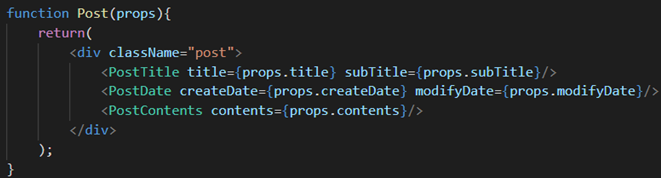 function Post(props){
    return(
        <div className="post">
            <PostTitle title={props.title} subTitle={props.subTitle}/>
            <PostDate createDate={props.createDate} modifyDate={props.modifyDate}/>
            <PostContents contents={props.contents}/>
        </div>
    );
}